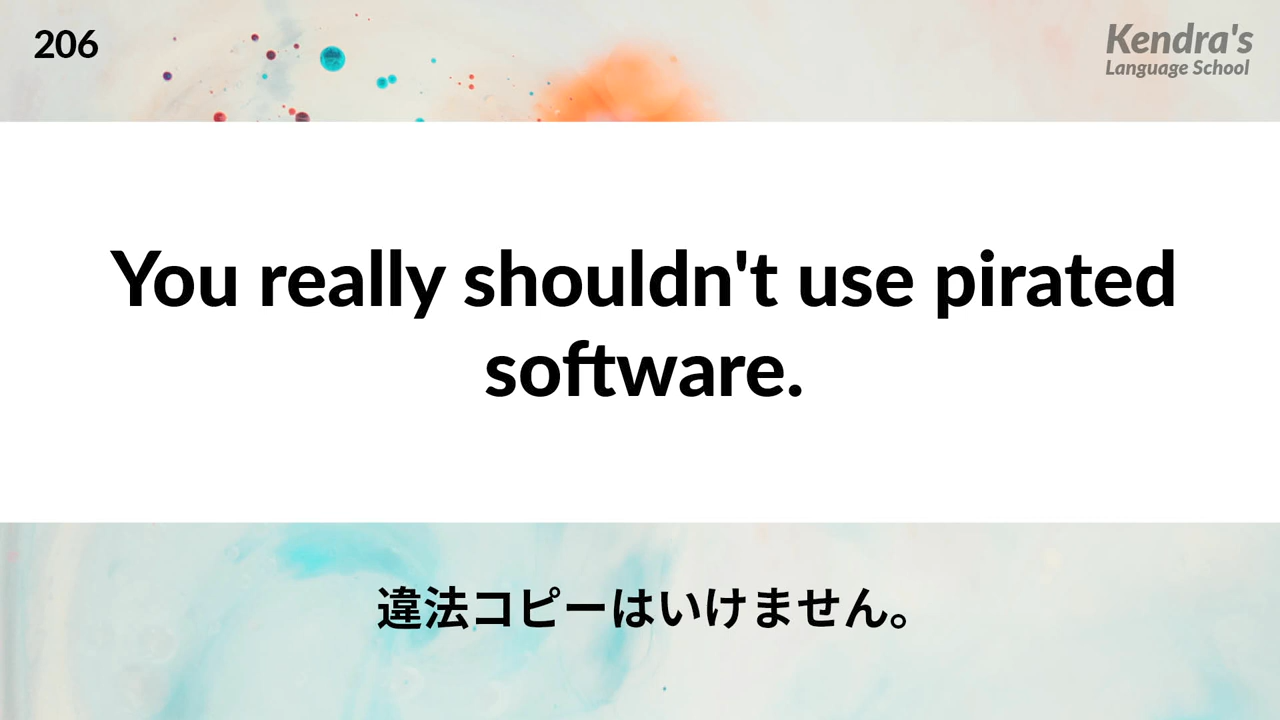 206
Kendra's
Language School
You really shouldn't use pirated
software.
違法コピーはいけません。